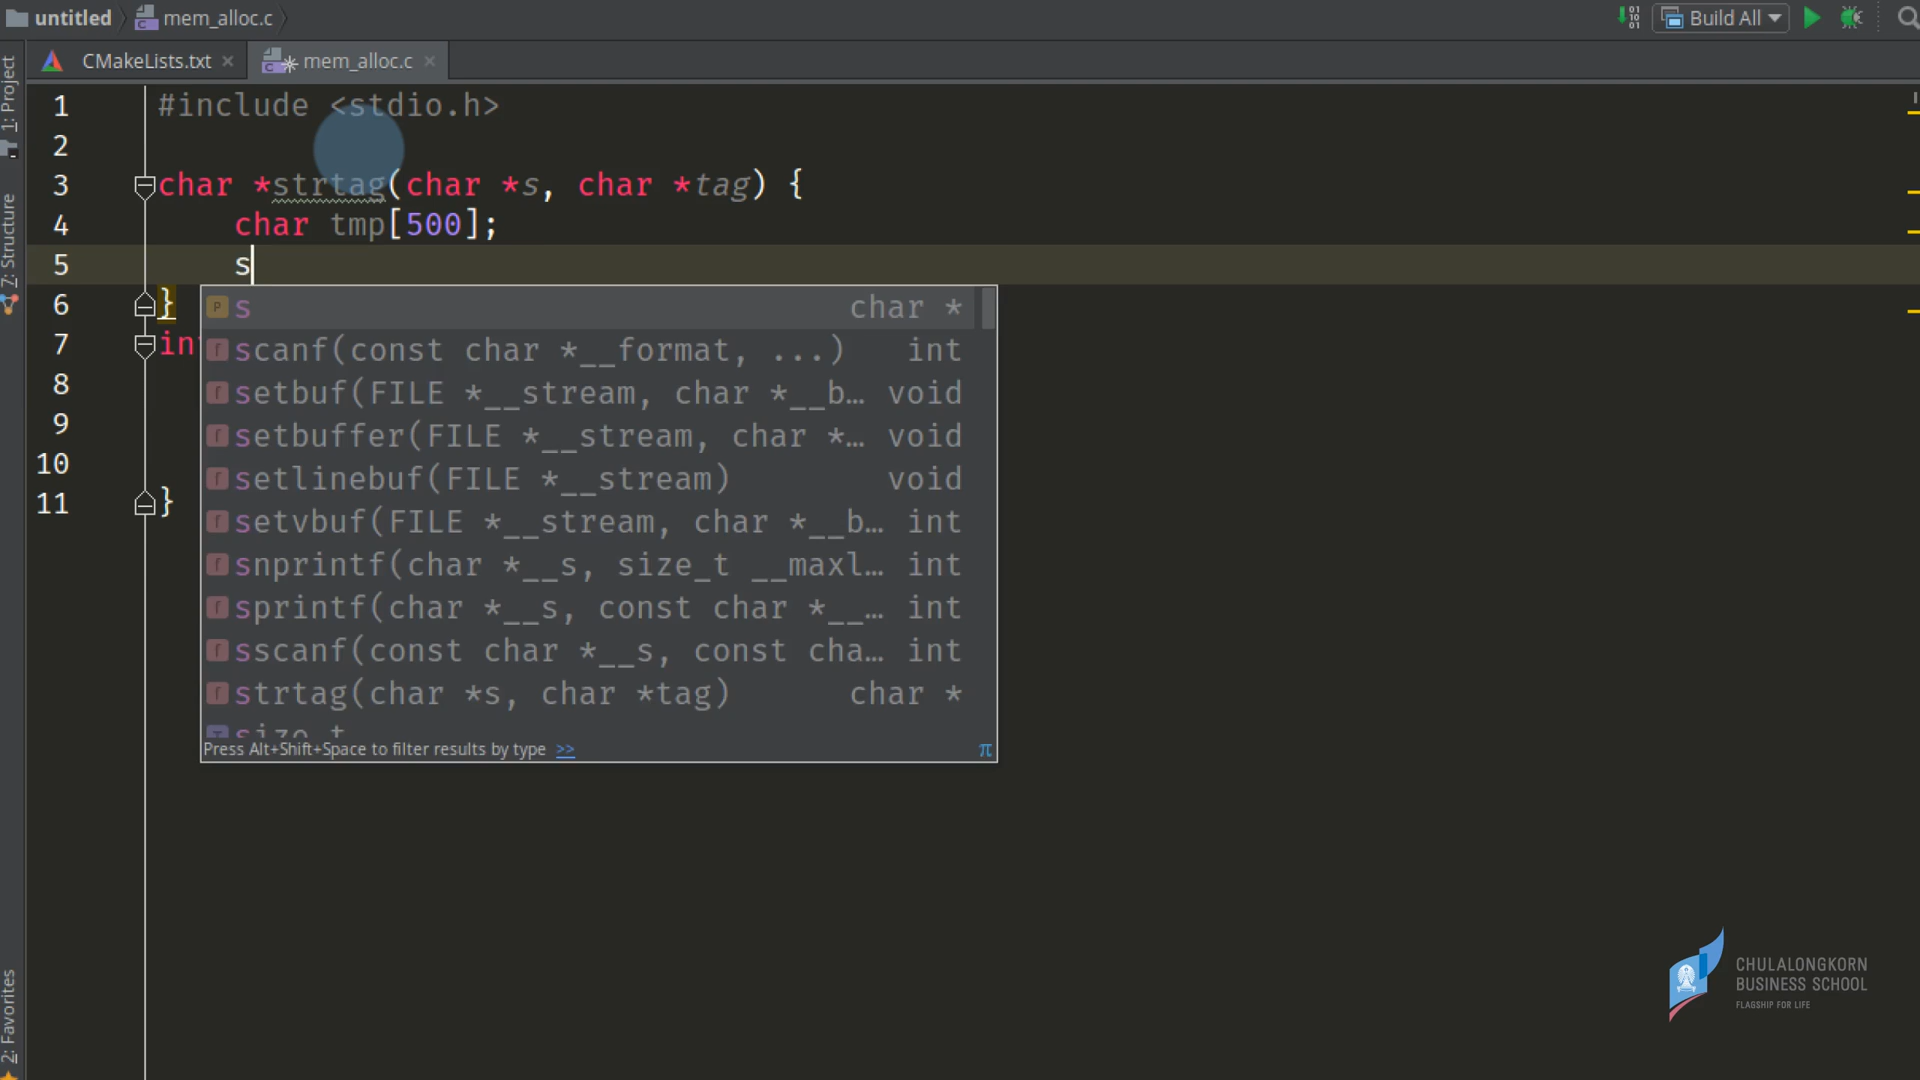 untitled mem_alloc.c Build All
CMakeLists.txt mem_alloc.c
1: Project
7: Structure
2: Favorites
1 #include <stdio.h>
2
3 char *strtag(char *s, char *tag) {
4 char tmp[500];
5 s
6 }
7 in
8
9
10
11 }
s char *
scanf(const char *__format, ...) int
setbuf(FILE *__stream, char *__b… void
setbuffer(FILE *__stream, char *… void
setlinebuf(FILE *__stream) void
setvbuf(FILE *__stream, char *__b… int
snprintf(char *__s, size_t __maxl… int
sprintf(char *__s, const char *__… int
sscanf(const char *__s, const cha… int
strtag(char *s, char *tag) char *
size_t
Press Alt+Shift+Space to filter results by type >> π
CHULALONGKORN
BUSINESS SCHOOL
FLAGSHIP FOR LIFE